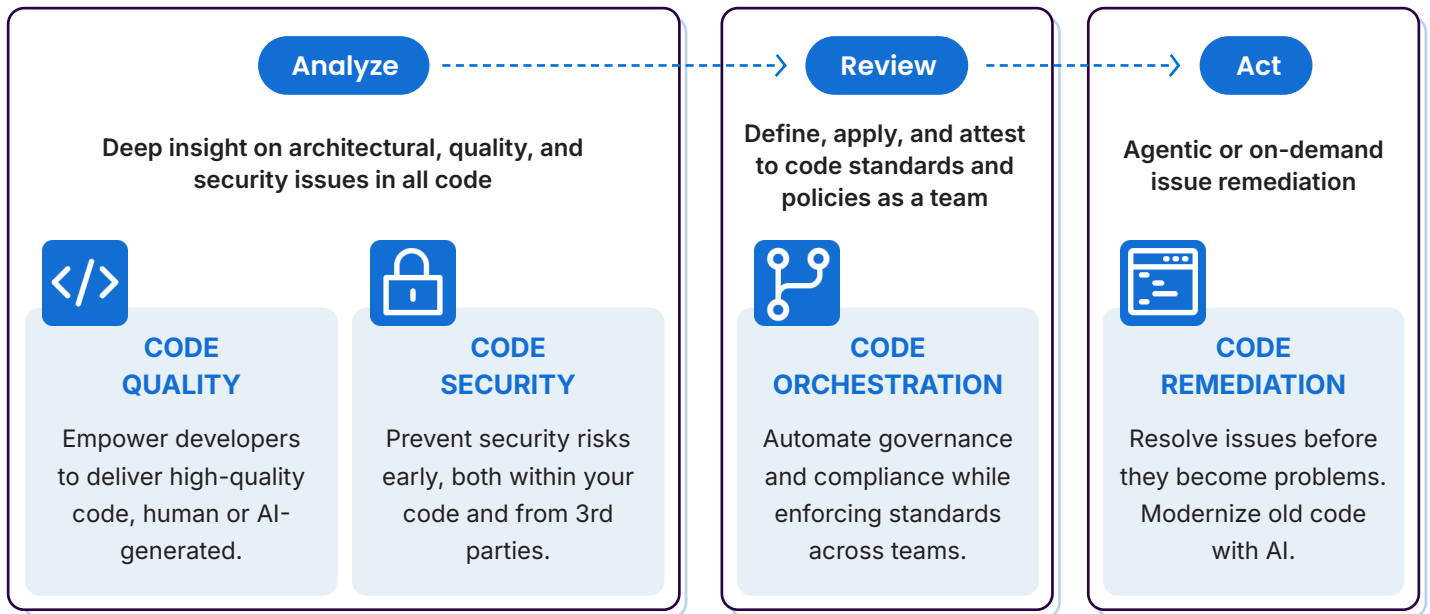 Analyze
Deep insight on architectural, quality, and
security issues in all code
CODE
QUALITY
Empower developers
to deliver high-quality
code, human or AI-
generated.
CODE
SECURITY
Prevent security risks
early, both within your
code and from 3rd
parties.
Review
Define, apply, and attest
to code standards and
policies as a team
CODE
ORCHESTRATION
Automate governance
and compliance while
enforcing standards
across teams.
Act
Agentic or on-demand
issue remediation
CODE
REMEDIATION
Resolve issues before
they become problems.
Modernize old code
with AI.